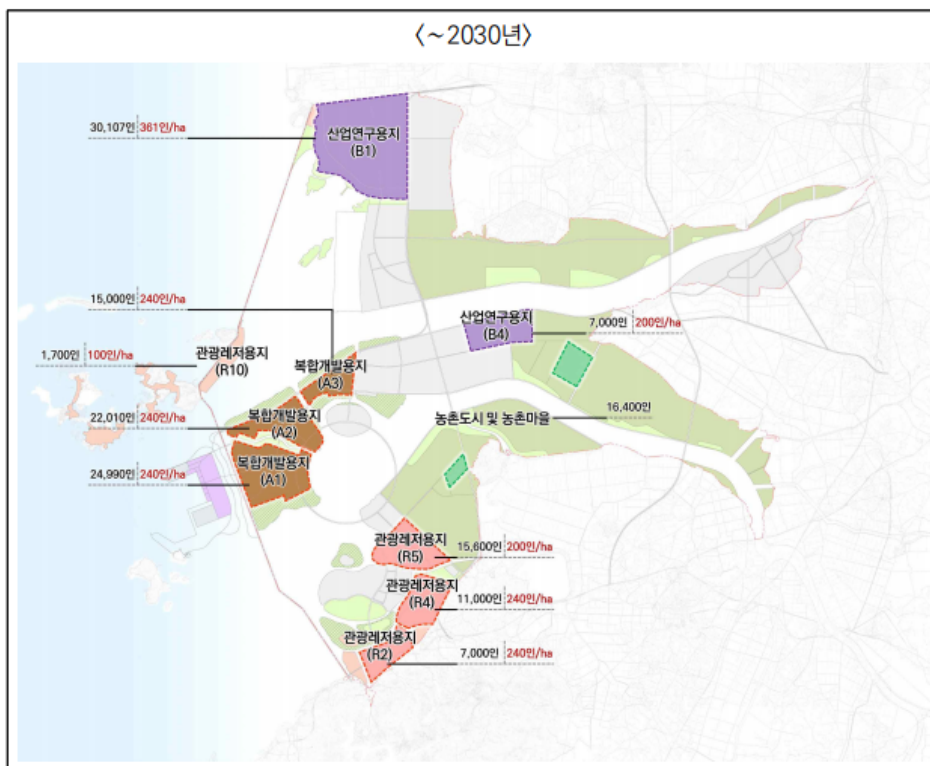 〈~2030년〉
30,107인 361인/ha
산업연구용지
(B1)
15,000인 240인/ha
산업연구용지
(B4)
7,000인 200인/ha
1,700인 100인/ha
관광레저용지
(R10)
복합개발용지
(A3)
22,010인 240인/ha
복합개발용지
(A2)
농촌도시 및 농촌마을
16,400인
24,990인 240인/ha
복합개발용지
(A1)
관광레저용지
(R5)
15,600인 200인/ha
관광레저용지
(R4)
11,000인 240인/ha
관광레저용지
(R2)
7,000인 240인/ha